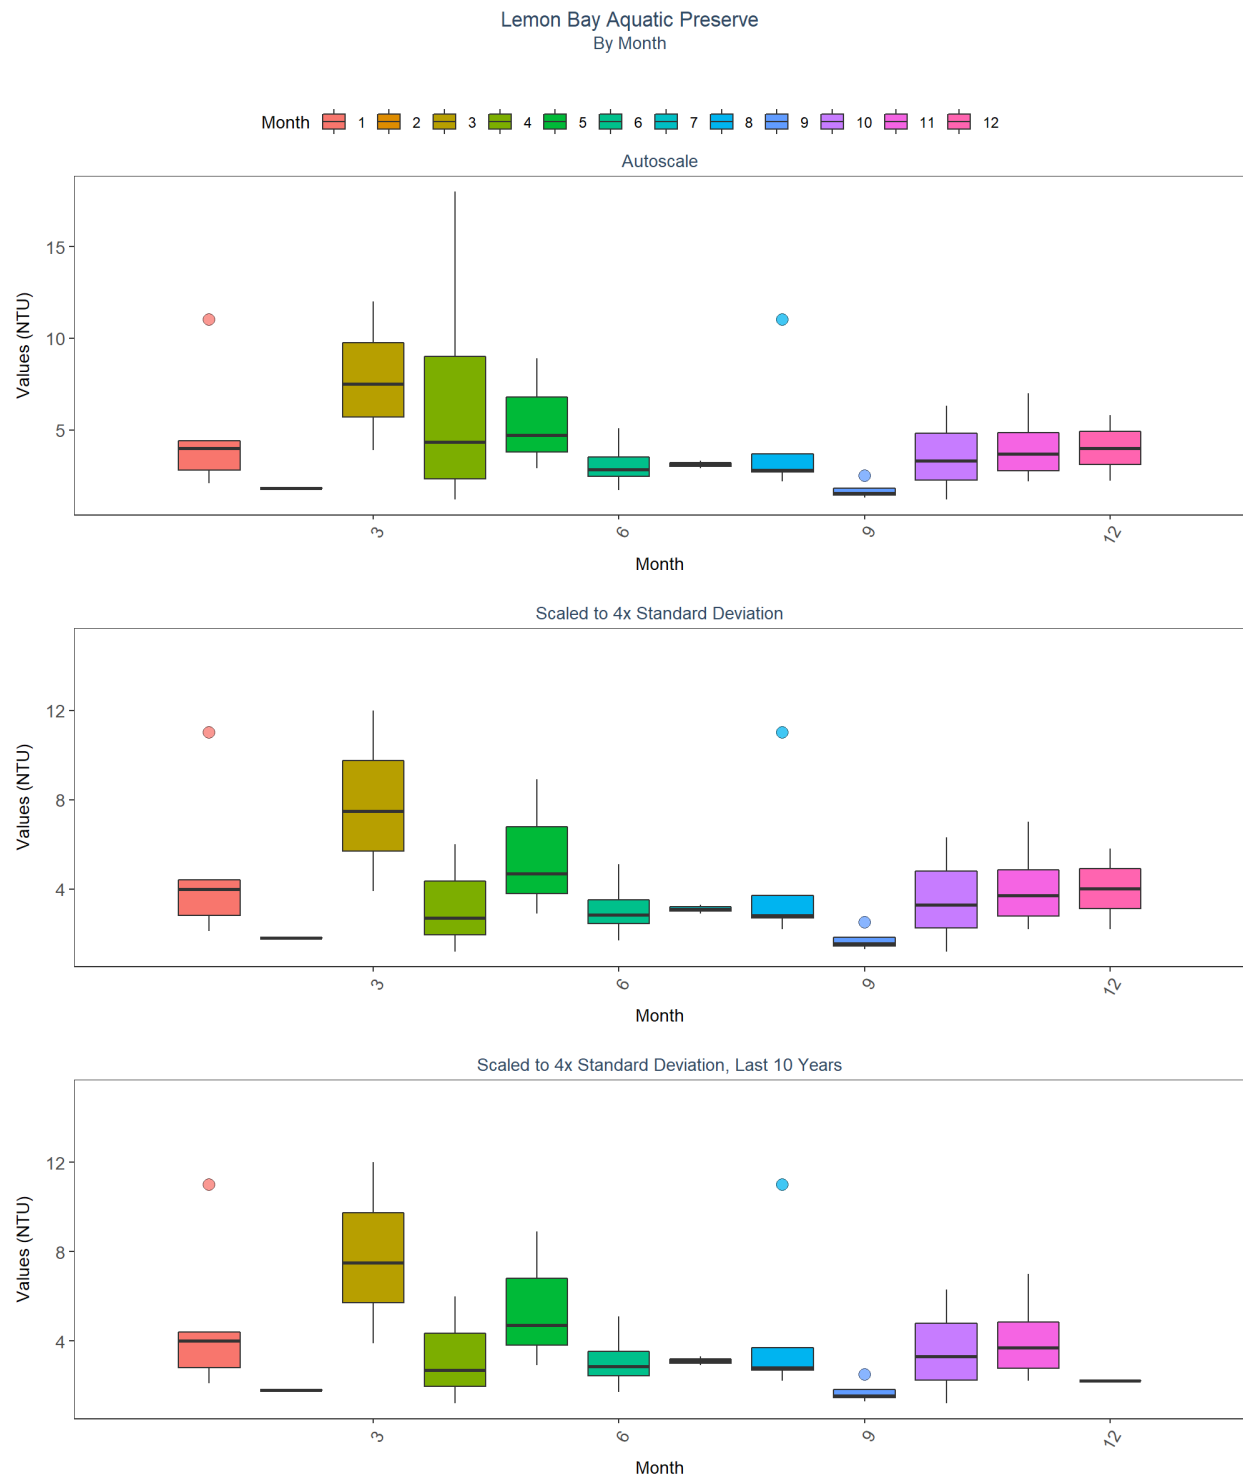 Lemon Bay Aquatic Preserve
By Month
Month 1 2 3 4 5 6 7 8 9 10 11 12
Autoscale
Values (NTU)
15
10
5
3 6 9 12
Month
Scaled to 4x Standard Deviation
Values (NTU)
12
8
4
3 6 9 12
Month
Scaled to 4x Standard Deviation, Last 10 Years
Values (NTU)
12
8
4
3 6 9 12
Month